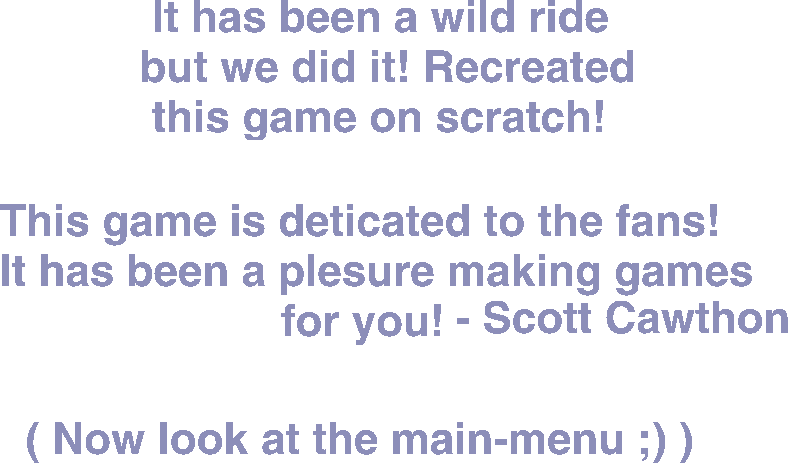 It has been a wild ride
but we did it! Recreated
this game on scratch!
This game is deticated to the fans!
It has been a plesure making games
for you! - Scott Cawthon
( Now look at the main-menu ;) )